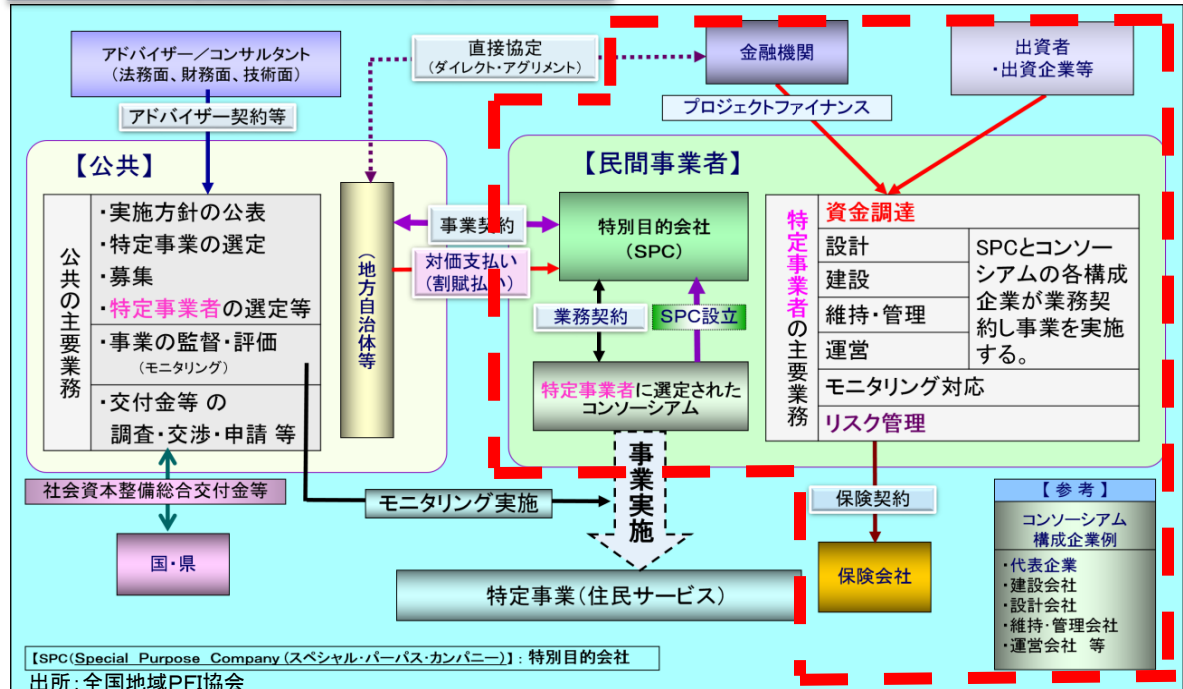 アドバイザー／コンサルタント
（法務面、財務面、技術面）
アドバイザー契約等
直接協定
（ダイレクト・アグリメント）
金融機関
出資者
・出資企業等
プロジェクトファイナンス
【公共】
公共の主要業務
・実施方針の公表
・特定事業の選定
・募集
・特定事業者の選定等
・事業の監督・評価
（モニタリング）
・交付金等 の
調査・交渉・申請 等
（地方自治体等
事業契約
対価支払い
（割賦払い）
【民間事業者】
特別目的会社
（SPC）
業務契約
SPC設立
特定事業者に選定された
コンソーシアム
特定事業者の主要業務
資金調達
設計
建設
維持・管理
運営
SPCとコンソー
シアムの各構成
企業が業務契
約し事業を実施
する。
モニタリング対応
リスク管理
社会資本整備総合交付金等
国・県
モニタリング実施
事業実施
特定事業（住民サービス）
保険契約
保険会社
【 参考 】
コンソーシアム
構成企業例
・代表企業
・建設会社
・設計会社
・維持・管理会社
・運営会社 等
【SPC（Special Purpose Company（スペシャル・パーパス・カンパニー）】：特別目的会社
出所：全国地域PFI協会